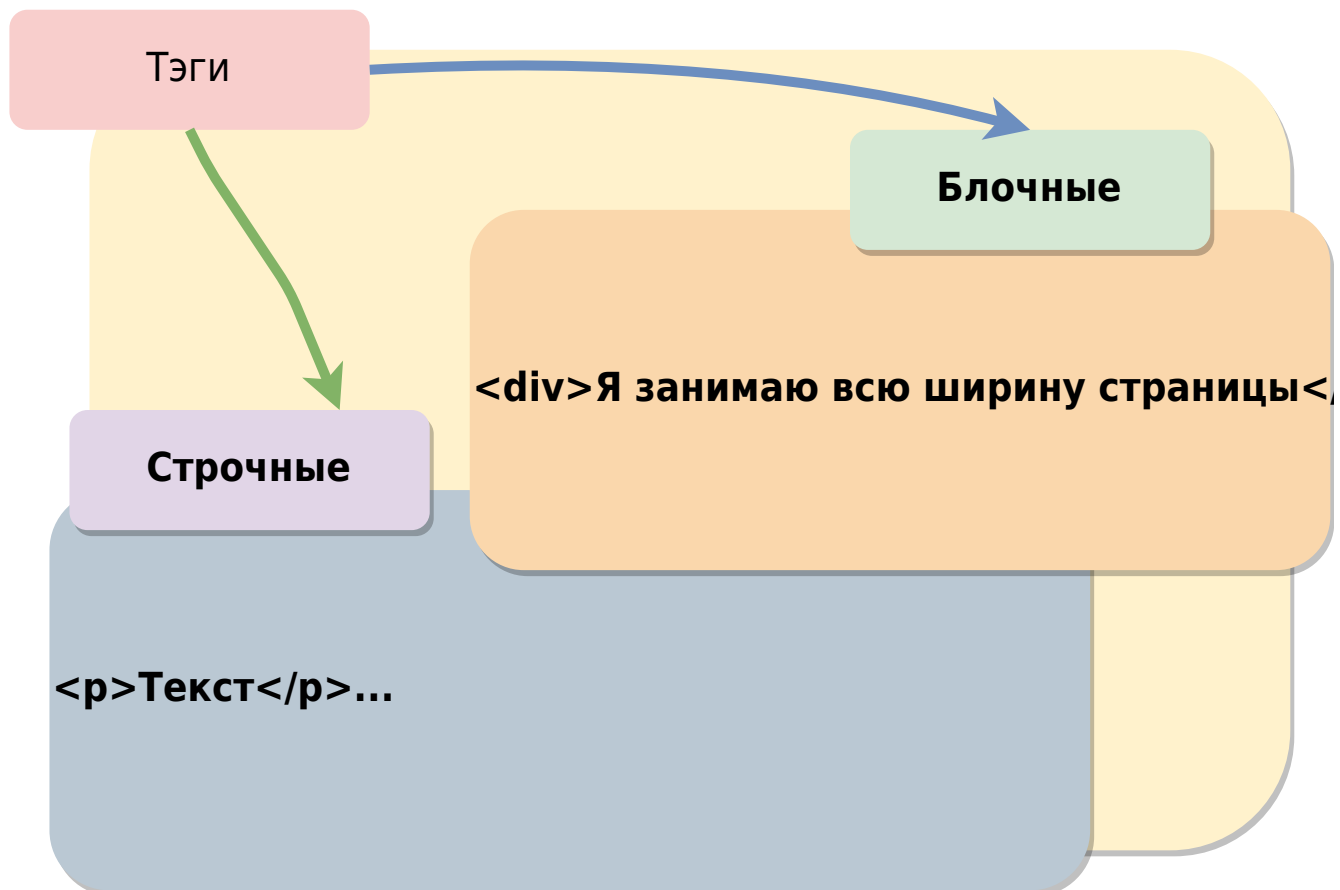 Тэги
Блочные
<div>Я занимаю всю ширину страницы</
Строчные
<p>Текст</p>...